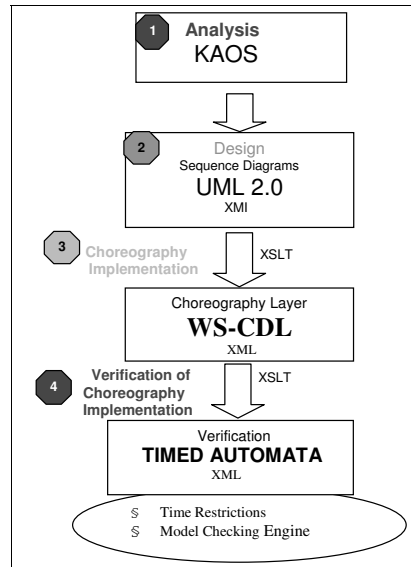 1
Analysis
KAOS
2
Design
Sequence Diagrams
UML 2.0
XMI
3
Choreography
Implementation
XSLT
Choreography Layer
WS-CDL
XML
4
Verification of
Choreography
Implementation
XSLT
Verification
TIMED AUTOMATA
XML
§ Time Restrictions
§ Model Checking Engine